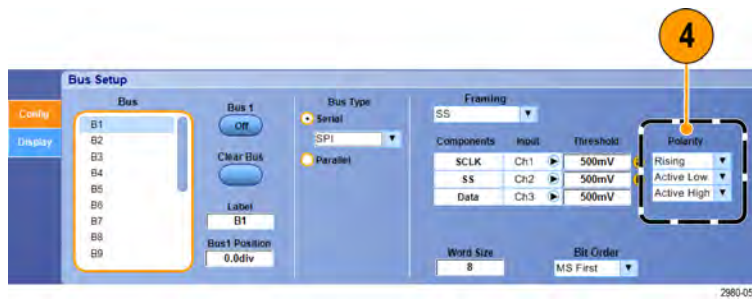 4
Bus Setup
Config
Display
Bus
B1
B2
B3
B4
B5
B6
B7
B8
B9
Bus 1
Off
Clear Bus
Label
B1
Bus1 Position
0.0div
Bus Type
Serial
SPI
Parallel
Framing
SS
Components Input Threshold Polarity
SCLK Ch1 500mV Rising
SS Ch2 500mV Active Low
Data Ch3 500mV Active High
Word Size Bit Order
8 MS First